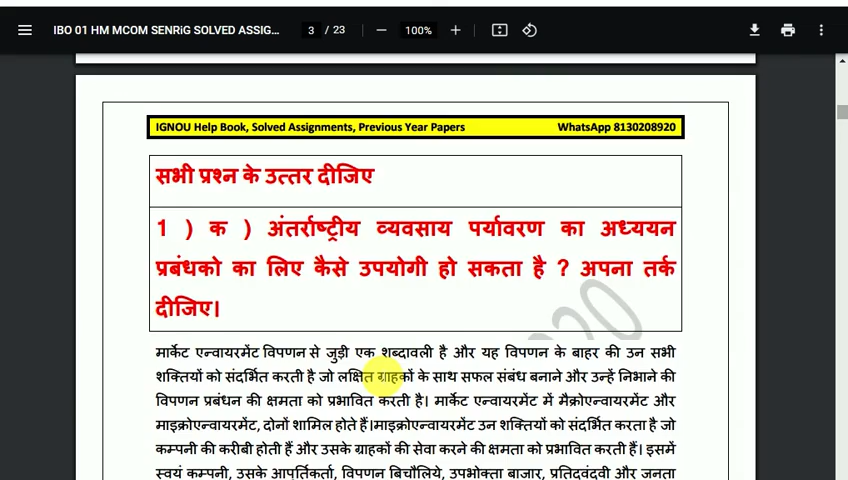 IBO 01 HM MCOM SENRiG SOLVED ASSIG... 3 / 23 100%
IGNOU Help Book, Solved Assignments, Previous Year Papers WhatsApp 8130208920
सभी प्रश्न के उत्तर दीजिए
1 ) क ) अंतर्राष्ट्रीय व्यवसाय पर्यावरण का अध्ययन
प्रबंधको का लिए कैसे उपयोगी हो सकता है ? अपना तर्क
दीजिए।
मार्केट एन्वायरमेंट विपणन से जुड़ी एक शब्दावली है और यह विपणन के बाहर की उन सभी
शक्तियों को संदर्भित करती है जो लक्षित ग्राहकों के साथ सफल संबंध बनाने और उन्हें निभाने की
विपणन प्रबंधन की क्षमता को प्रभावित करती है। मार्केट एन्वायरमेंट में मैक्रोएन्वायरमेंट और
माइक्रोएन्वायरमेंट, दोनों शामिल होते हैं।माइक्रोएन्वायरमेंट उन शक्तियों को संदर्भित करता है जो
कम्पनी की करीबी होती हैं और उसके ग्राहकों की सेवा करने की क्षमता को प्रभावित करती हैं। इसमें
स्वयं कम्पनी, उसके आपूर्तिकर्ता, विपणन बिचौलिये, उपभोक्ता बाजार, प्रतिद्वंदवी और जनता